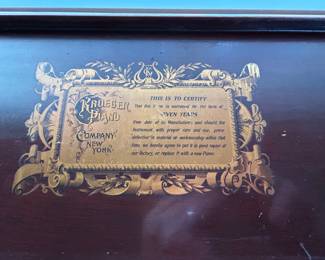 KRUEGER
PIANO
COMPANY
NEW
YORK
THIS IS TO CERTIFY
That this is warranted for the term of
SEVEN YEARS
from date of its Manufacture and should the
Instrument, with proper care and use, prove
defective in material or workmanship within that
time, we hereby agree to put it in good repair at
our factory, or replace it with a new Piano.